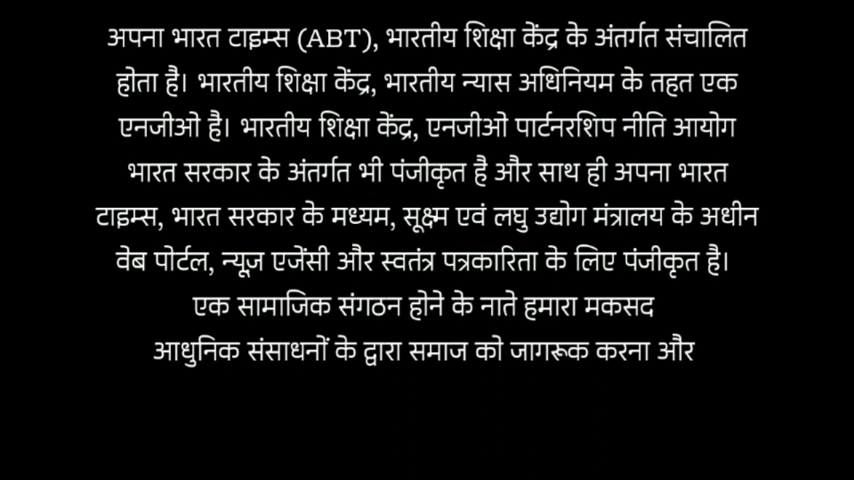 अपना भारत टाइम्स (ABT), भारतीय शिक्षा केंद्र के अंतर्गत संचालित
होता है। भारतीय शिक्षा केंद्र, भारतीय न्यास अधिनियम के तहत एक
एनजीओ है। भारतीय शिक्षा केंद्र, एनजीओ पार्टनरशिप नीति आयोग
भारत सरकार के अंतर्गत भी पंजीकृत है और साथ ही अपना भारत
टाइम्स, भारत सरकार के मध्यम, सूक्ष्म एवं लघु उद्योग मंत्रालय के अधीन
वेब पोर्टल, न्यूज़ एजेंसी और स्वतंत्र पत्रकारिता के लिए पंजीकृत है।
एक सामाजिक संगठन होने के नाते हमारा मकसद
आधुनिक संसाधनों के द्वारा समाज को जागरूक करना और